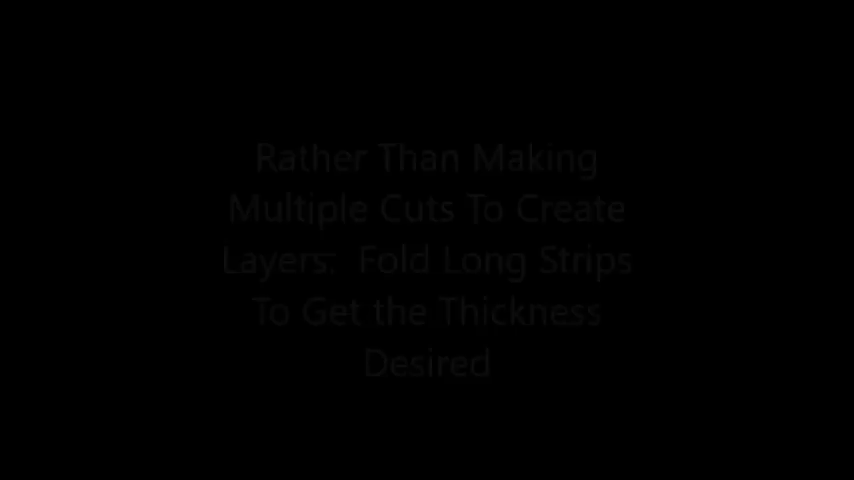 Rather Than Making
Multiple Cuts To Create
Layers:  Fold Long Strips
To Get the Thickness
Desired